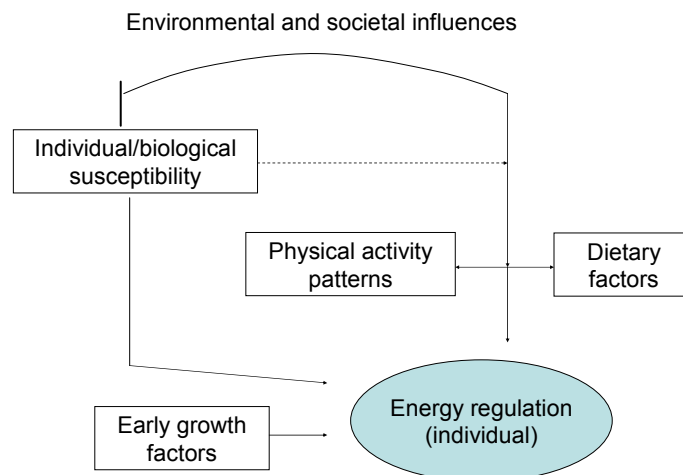 Environmental and societal influences
Individual/biological
susceptibility
Physical activity
patterns
Dietary
factors
Energy regulation
(individual)
Early growth
factors